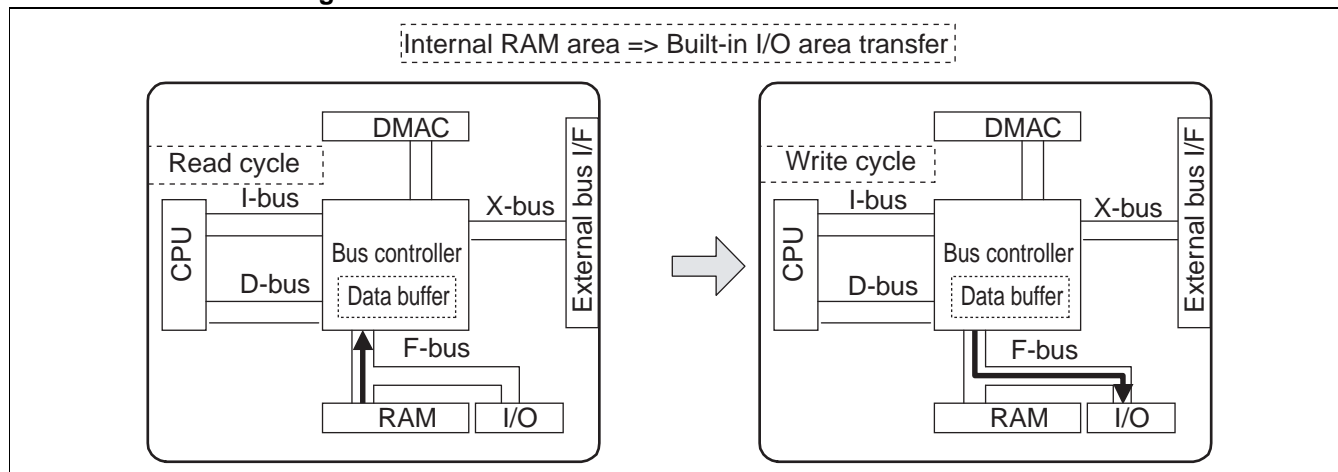 Internal RAM area => Built-in I/O area transfer
DMAC
Read cycle
I-bus
X-bus
CPU
Bus controller
External bus I/F
D-bus
Data buffer
F-bus
RAM
I/O
DMAC
Write cycle
I-bus
X-bus
CPU
Bus controller
External bus I/F
D-bus
Data buffer
F-bus
RAM
I/O